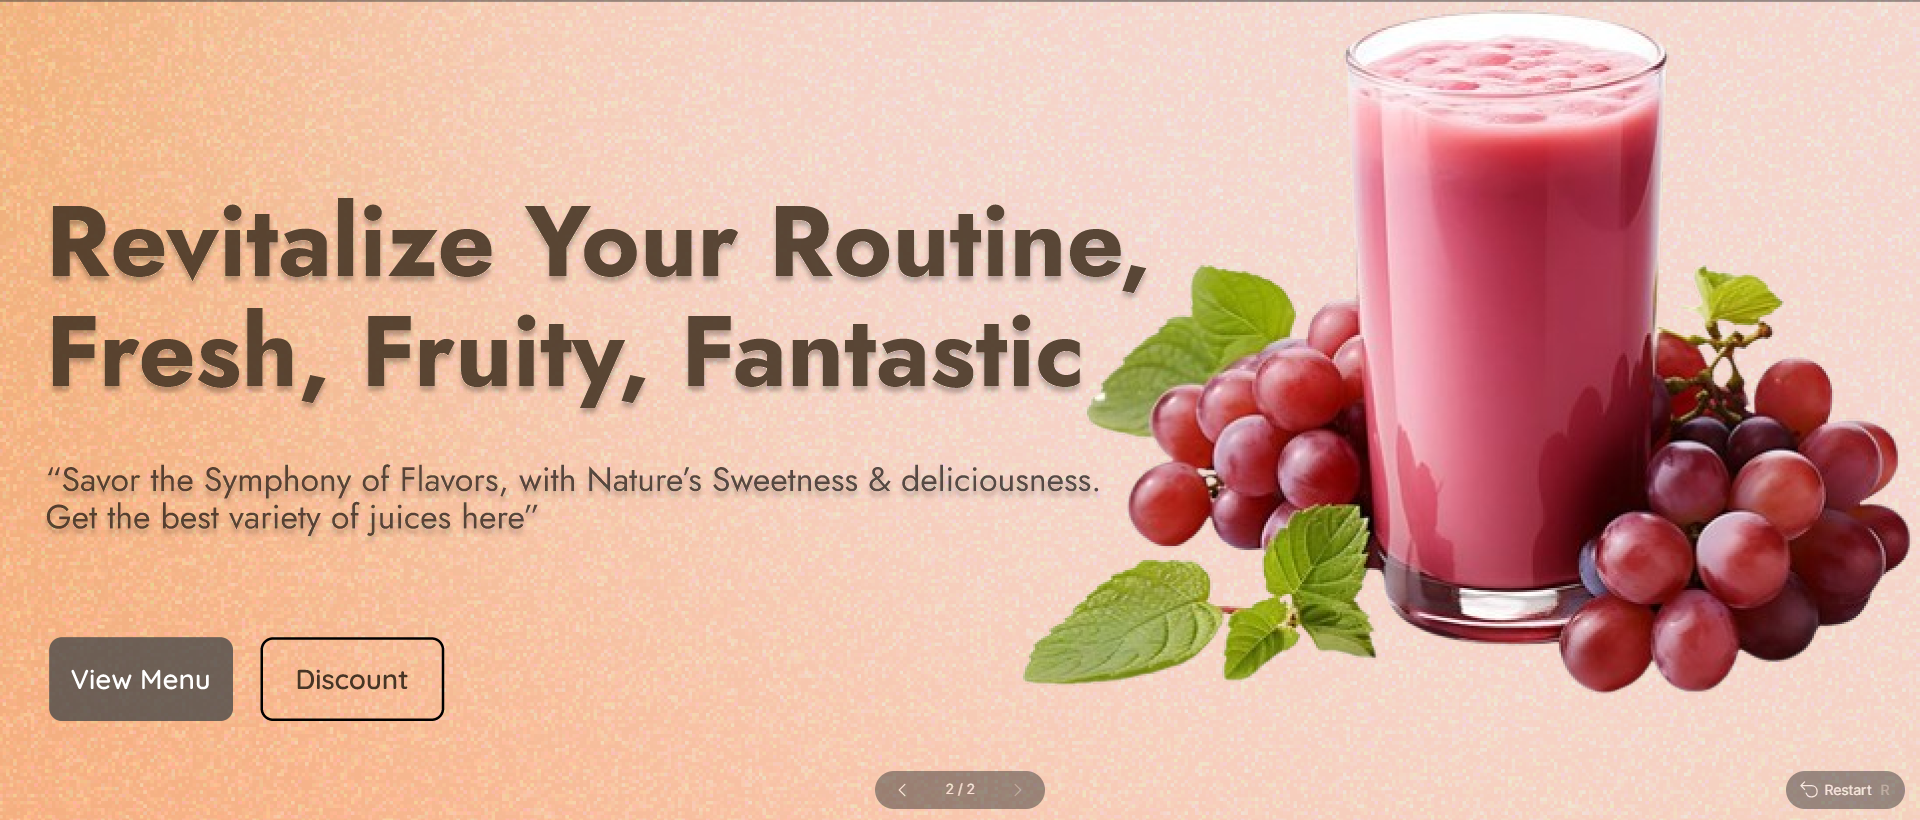 Revitalize Your Routine,
Fresh, Fruity, Fantastic
“Savor the Symphony of Flavors, with Nature’s Sweetness & deliciousness.
Get the best variety of juices here”
View Menu
Discount
2 / 2
Restart R